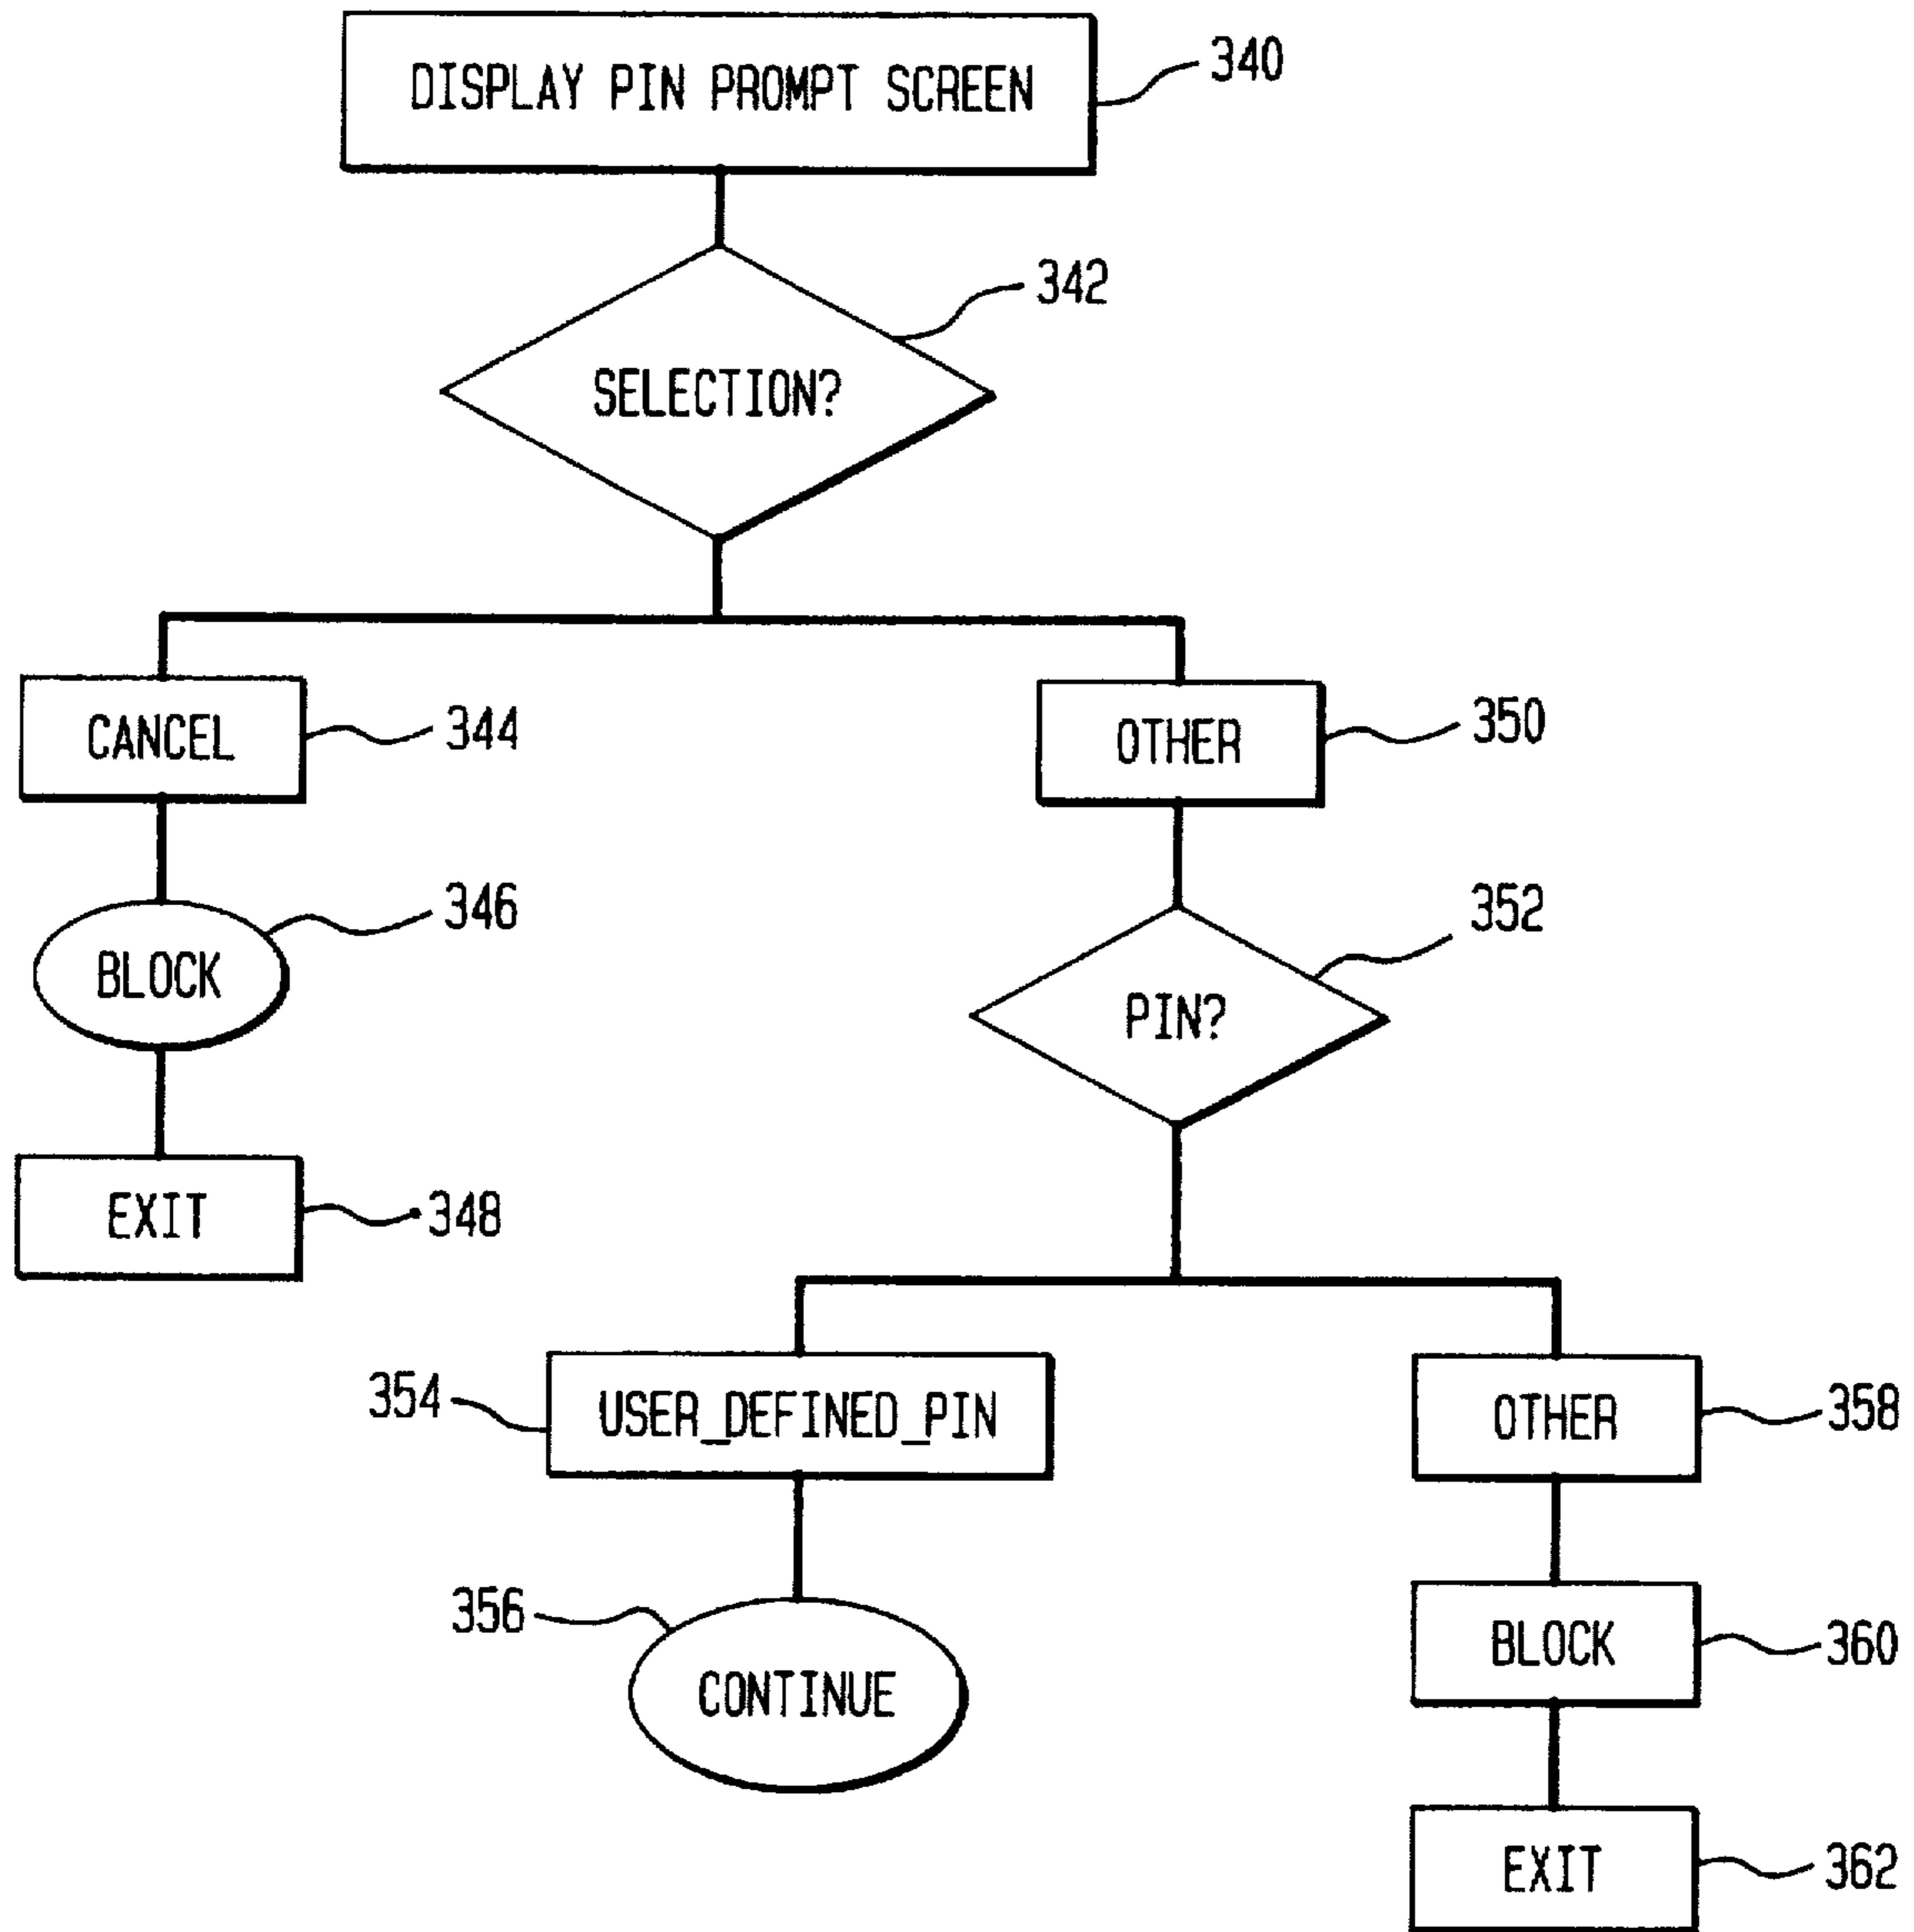 DISPLAY PIN PROMPT SCREEN
340
342
SELECTION?
CANCEL
344
OTHER
350
346
BLOCK
352
PIN?
EXIT
348
354
USER_DEFINED_PIN
OTHER
358
356
CONTINUE
BLOCK
360
EXIT
362